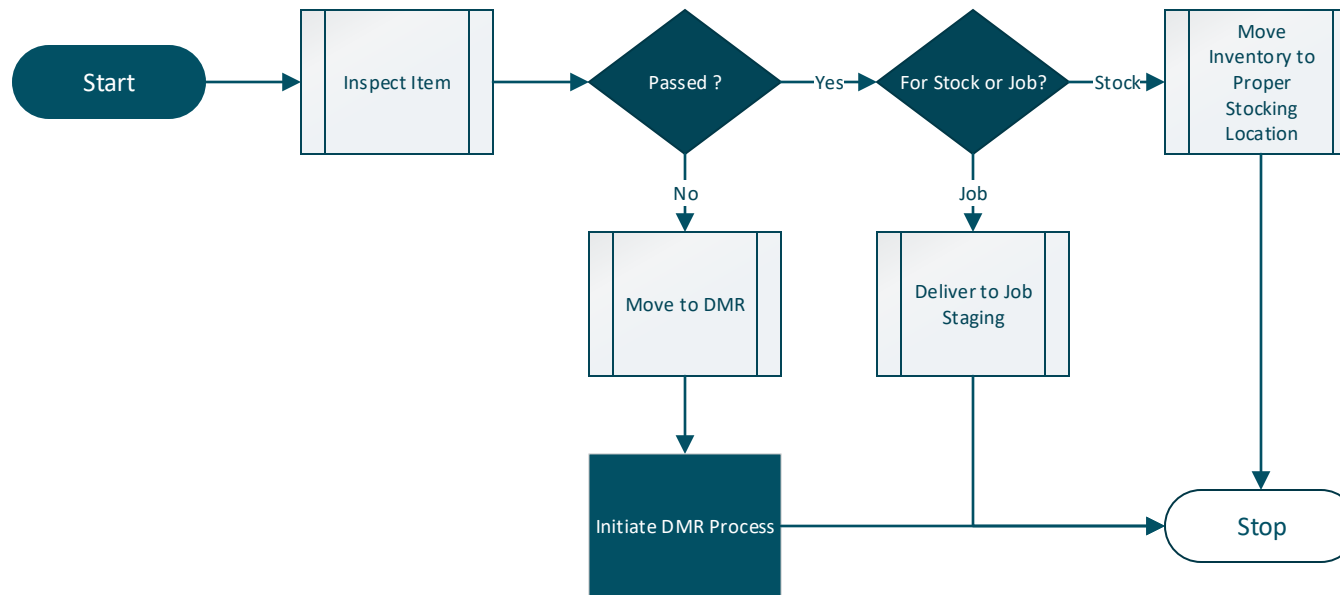 Start
Inspect Item
Passed ?
Yes
For Stock or Job?
Stock
Move
Inventory to
Proper
Stocking
Location
No
Job
Move to DMR
Deliver to Job
Staging
Initiate DMR Process
Stop